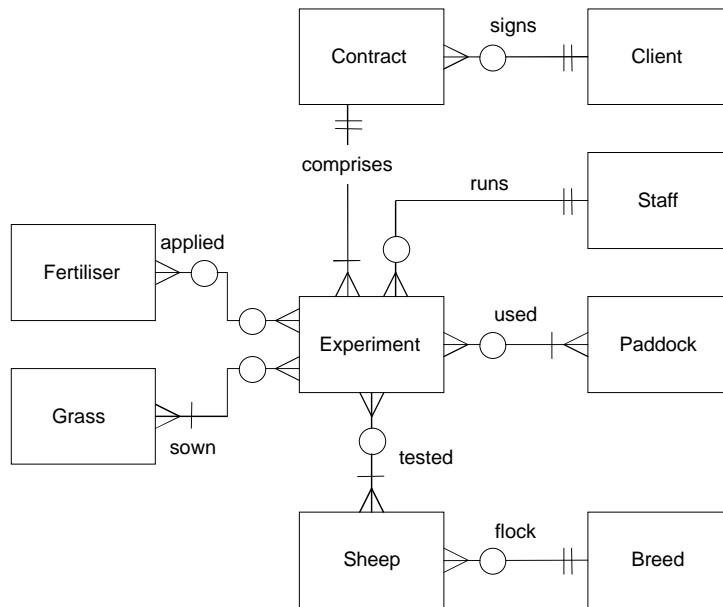 signs
Contract
Client
comprises
runs
Staff
applied
Fertiliser
used
Experiment
Paddock
Grass
sown
tested
flock
Sheep
Breed